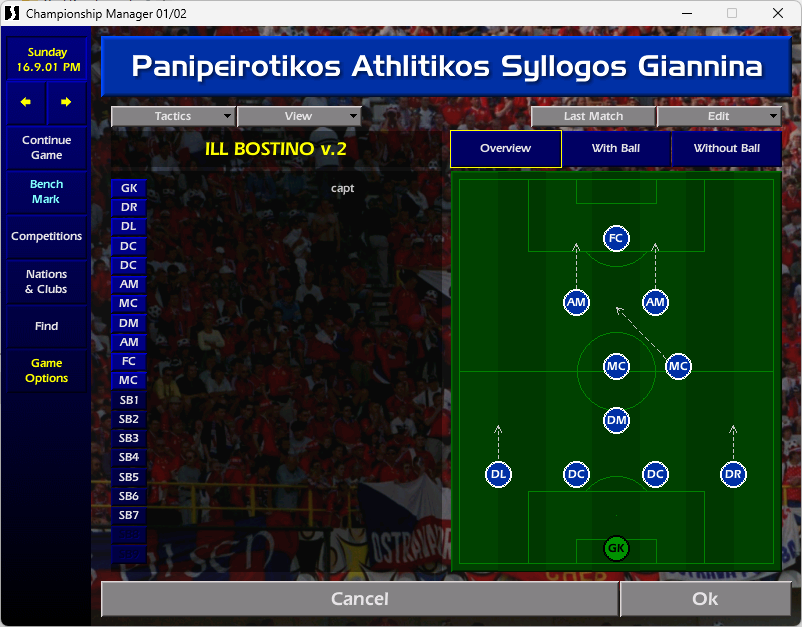 Championship Manager 01/02
Sunday
16.9.01 PM
Continue
Game
Bench
Mark
Competitions
Nations
& Clubs
Find
Game
Options
Panipeirotikos Athlitikos Syllogos Giannina
Tactics
View
Last Match
Edit
ILL BOSTINO v.2
Overview
With Ball
Without Ball
GK capt
DR
DL
DC
DC
AM
MC
DM
AM
FC
MC
SB1
SB2
SB3
SB4
SB5
SB6
SB7
FC
AM AM
MC MC
DM
DL DC DC DR
GK
Cancel
Ok